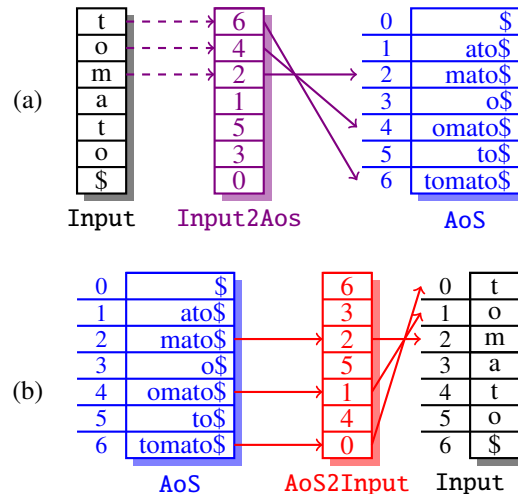 t 6 0 $
o 4 1 ato$
m 2 2 mato$
(a) a 1 3 o$
t 5 4 omato$
o 3 5 to$
$ 0 6 tomato$
Input Input2Aos AoS
0 $ 6 0 t
1 ato$ 3 1 o
2 mato$ 2 2 m
3 o$ 5 3 a
(b) 4 omato$ 1 4 t
5 to$ 4 5 o
6 tomato$ 0 6 $
AoS AoS2Input Input